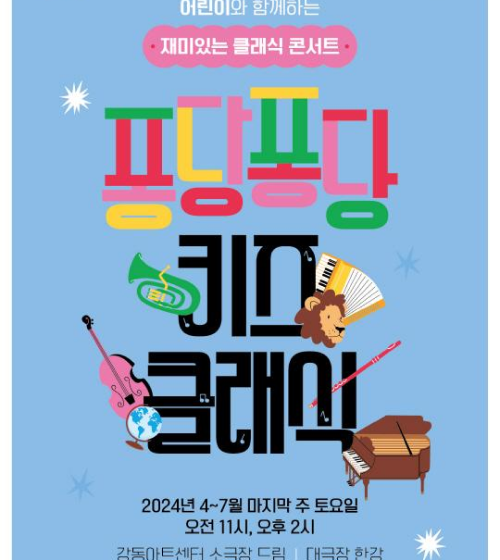 어린이와 함께하는
· 재미있는 클래식 콘서트 ·
퐁당퐁당
키즈
클래식
2024년 4~7월 마지막 주 토요일
오전 11시, 오후 2시
강동아트센터 소극장 드림 | 대극장 한강